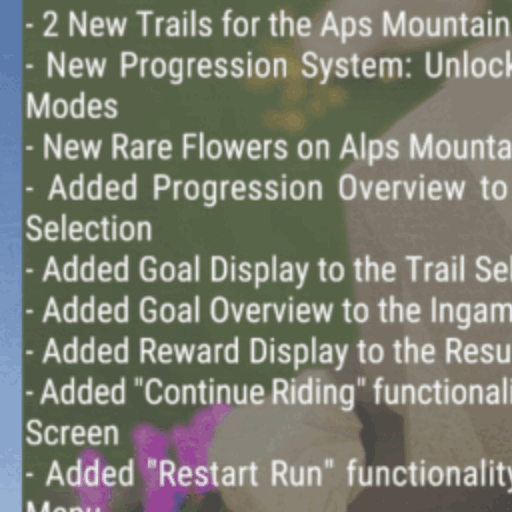 - 2 New Trails for the Aps Mountain
- New Progression System: Unlock
Modes
- New Rare Flowers on Alps Mounta
- Added Progression Overview to
Selection
- Added Goal Display to the Trail Sel
- Added Goal Overview to the Ingam
- Added Reward Display to the Resu
- Added "Continue Riding" functionali
Screen
- Added "Restart Run" functionality
Menu